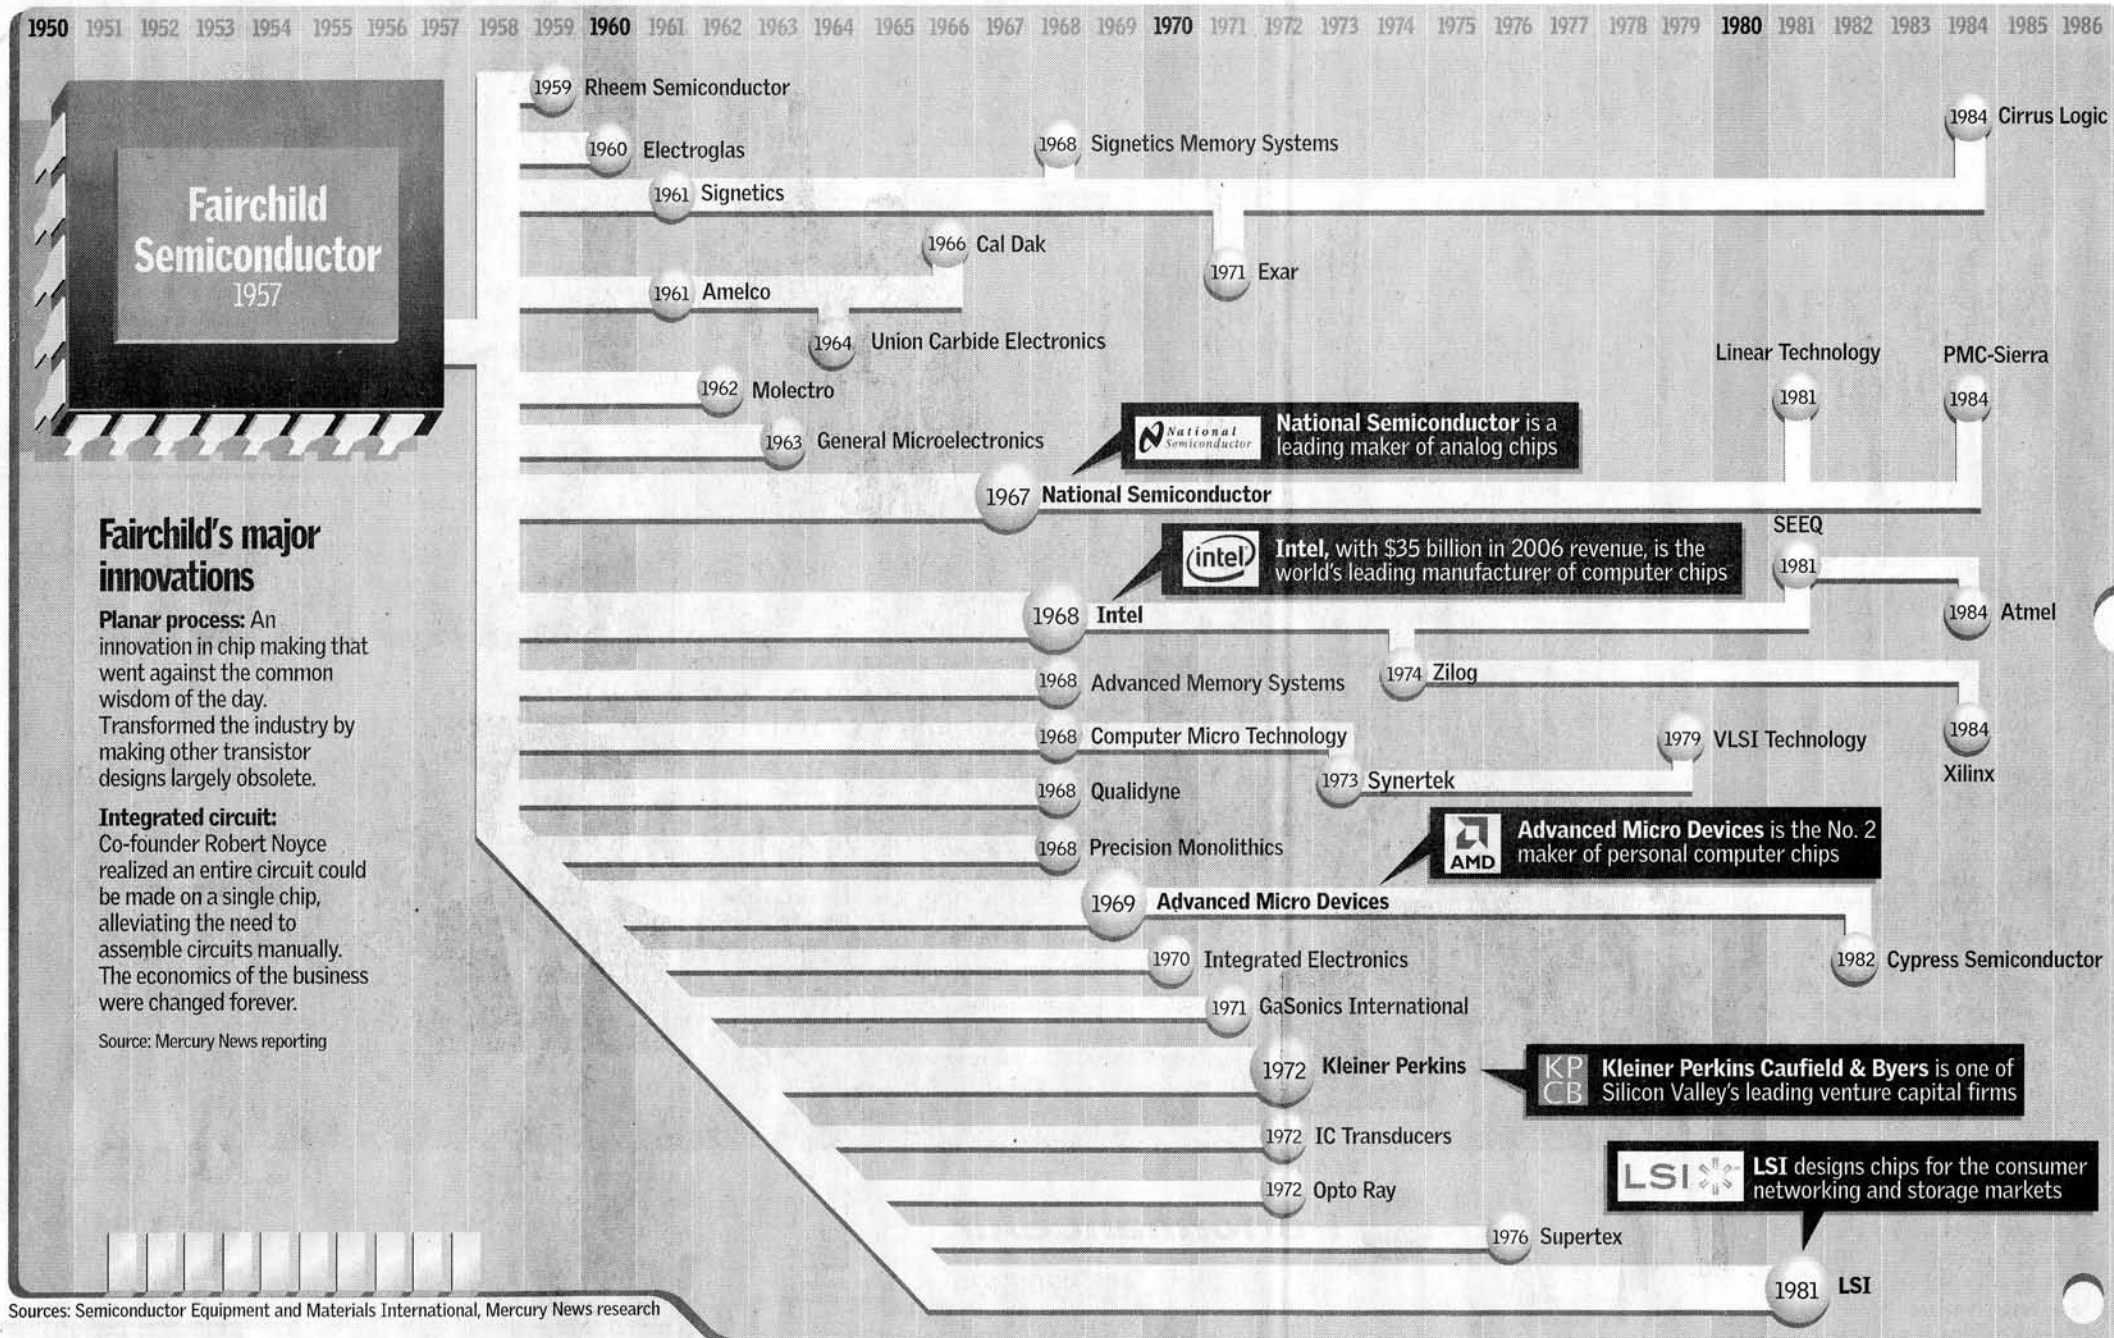 1950 1951 1952 1953 1954 1955 1956 1957 1958 1959 1960 1961 1962 1963 1964 1965 1966 1967 1968 1969 1970 1971 1972 1973 1974 1975 1976 1977 1978 1979 1980 1981 1982 1983 1984 1985 1986
Fairchild
Semiconductor
1957
Fairchild's major
innovations
Planar process: An
innovation in chip making that
went against the common
wisdom of the day.
Transformed the industry by
making other transistor
designs largely obsolete.
Integrated circuit:
Co-founder Robert Noyce
realized an entire circuit could
be made on a single chip,
alleviating the need to
assemble circuits manually.
The economics of the business
were changed forever.
Source: Mercury News reporting
1959 Rheem Semiconductor
1984 Cirrus Logic
1960 Electroglas
1968 Signetics Memory Systems
1961 Signetics
1966 Cal Dak
1971 Exar
1961 Amelco
1964 Union Carbide Electronics
Linear Technology
1981
PMC-Sierra
1984
1962 Molectro
1963 General Microelectronics
National
Semiconductor
National Semiconductor is a
leading maker of analog chips
1967 National Semiconductor
intel
Intel, with $35 billion in 2006 revenue, is the
world's leading manufacturer of computer chips
SEEQ
1981
1968 Intel
1984 Atmel
1968 Advanced Memory Systems
1974 Zilog
1984
Xilinx
1968 Computer Micro Technology
1979 VLSI Technology
1973 Synertek
1968 Qualidyne
1968 Precision Monolithics
AMD
Advanced Micro Devices is the No. 2
maker of personal computer chips
1969 Advanced Micro Devices
1970 Integrated Electronics
1982 Cypress Semiconductor
1971 GaSonics International
1972 Kleiner Perkins
KP
CB
Kleiner Perkins Caufield & Byers is one of
Silicon Valley's leading venture capital firms
1972 IC Transducers
1972 Opto Ray
LSI
LSI designs chips for the consumer
networking and storage markets
1976 Supertex
1981 LSI
Sources: Semiconductor Equipment and Materials International, Mercury News research